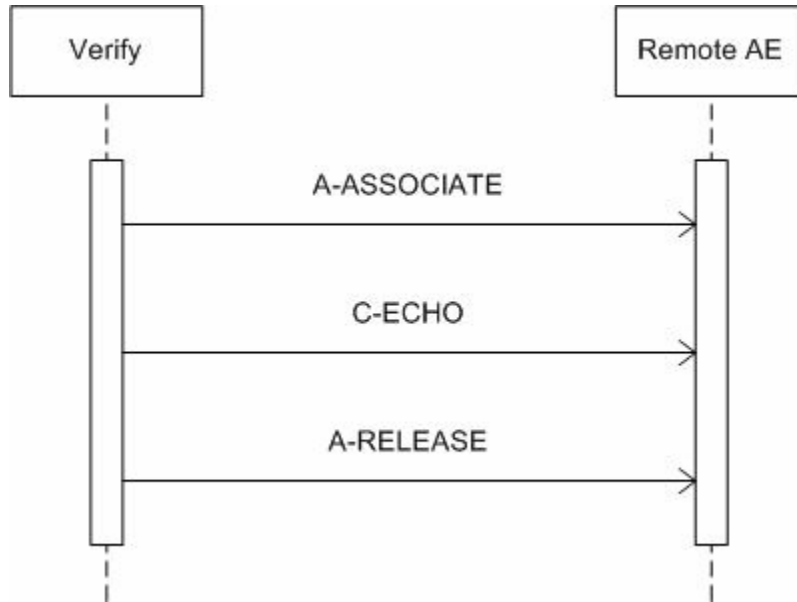 Verify
Remote AE
A-ASSOCIATE
C-ECHO
A-RELEASE